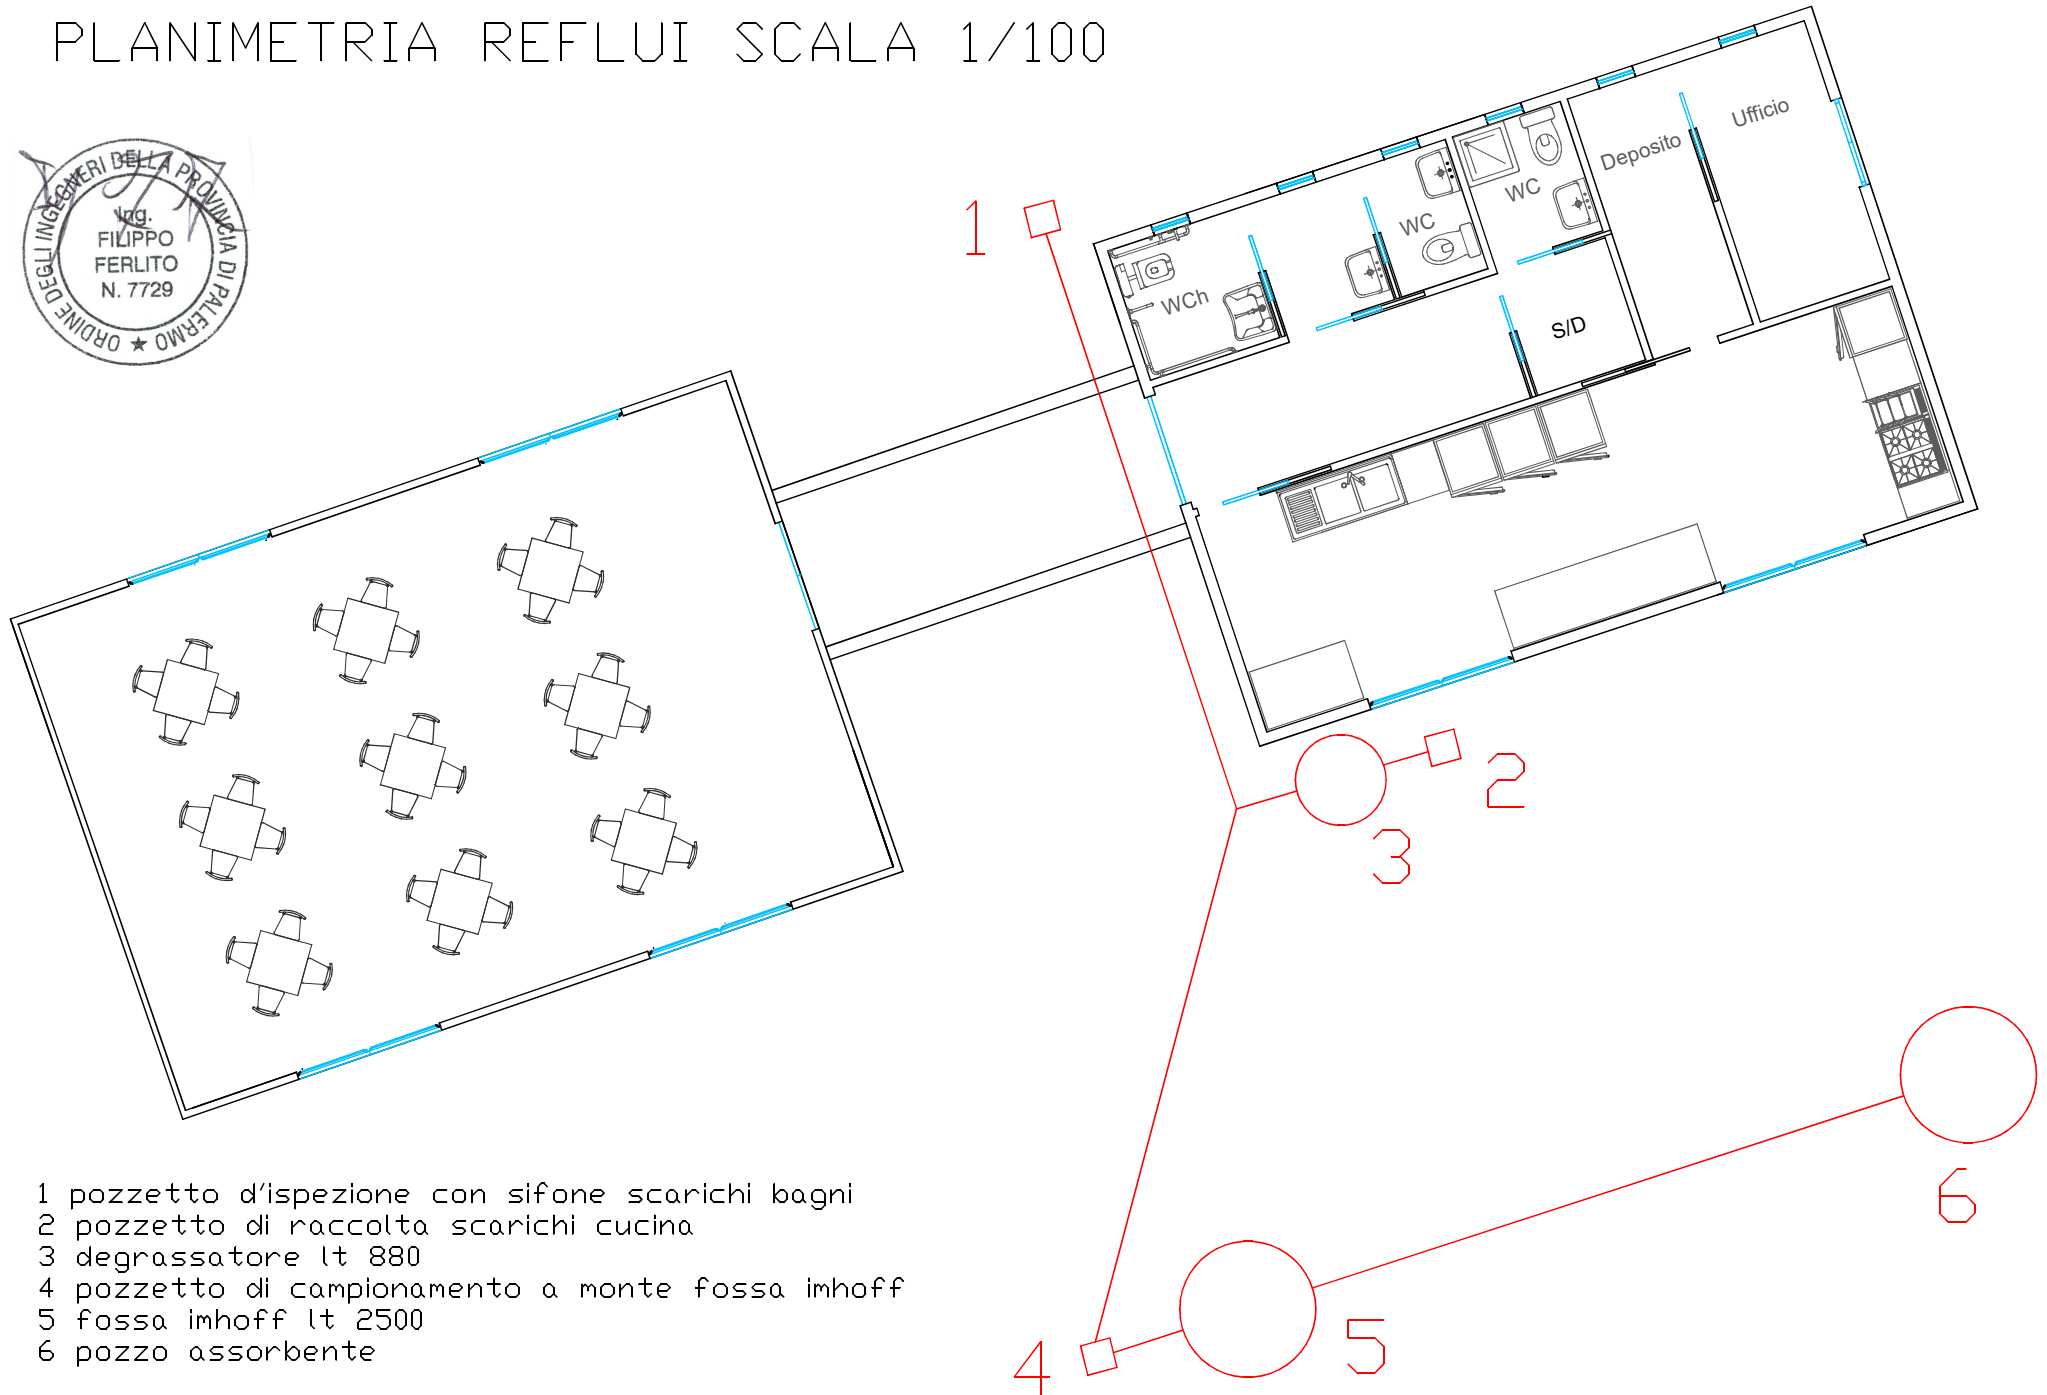 PLANIMETRIA REFLUI SCALA 1/100
ORDINE DEGLI INGEGNERI DELLA PROVINCIA DI PALERMO
Ing.
FILIPPO
FERLITO
N. 7729
Ufficio
Deposito
WC
WC
WCh
S/D
1
2
3
4
5
6
1 pozzetto d'ispezione con sifone scarichi bagni
2 pozzetto di raccolta scarichi cucina
3 degrassatore lt 880
4 pozzetto di campionamento a monte fossa imhoff
5 fossa imhoff lt 2500
6 pozzo assorbente